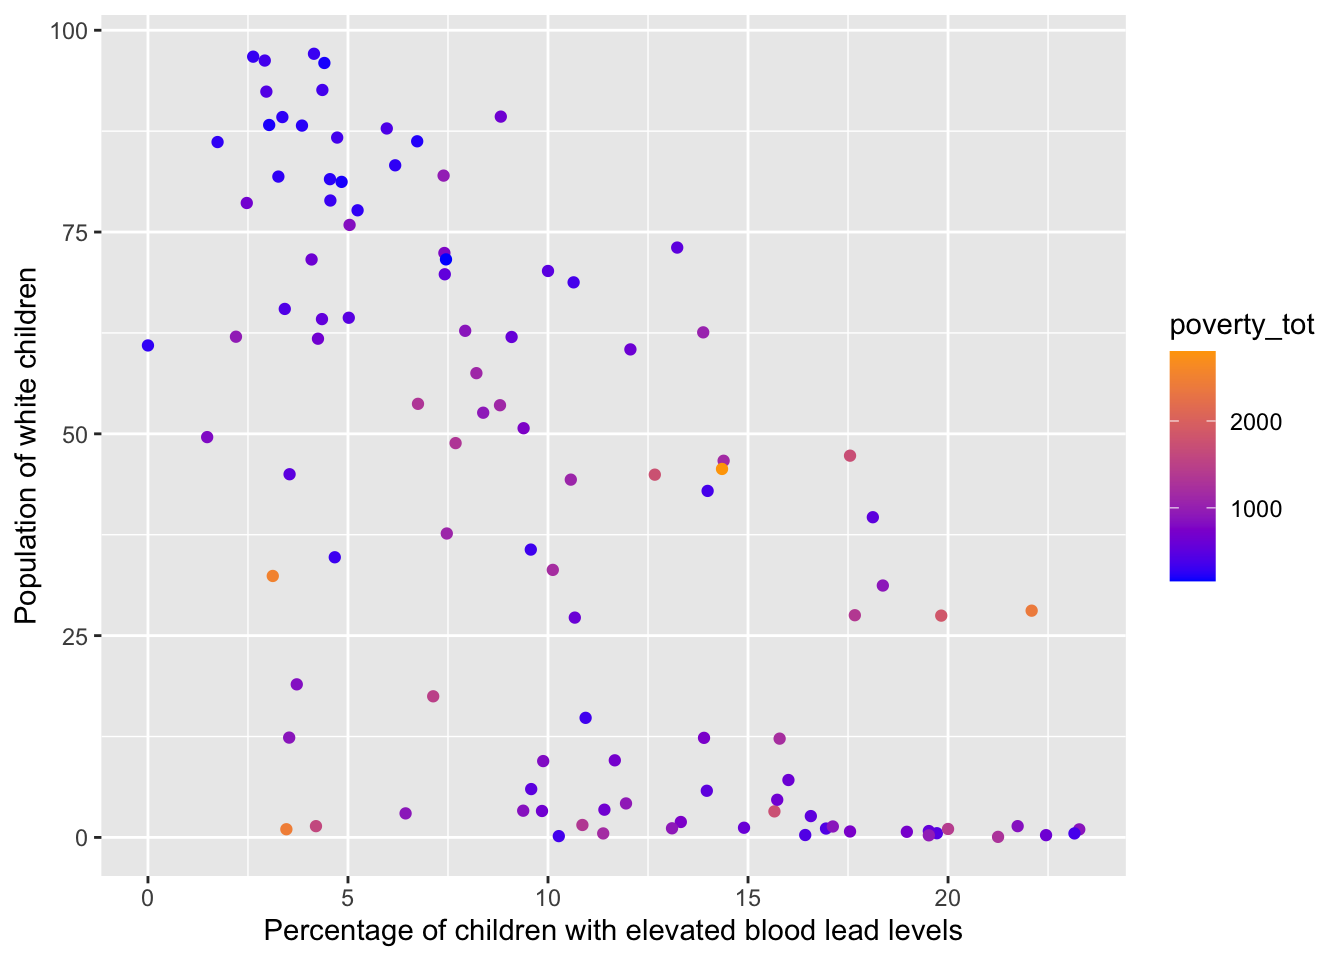 100
75
50
25
0
Population of white children
0 5 10 15 20
Percentage of children with elevated blood lead levels
poverty_tot
2000
1000